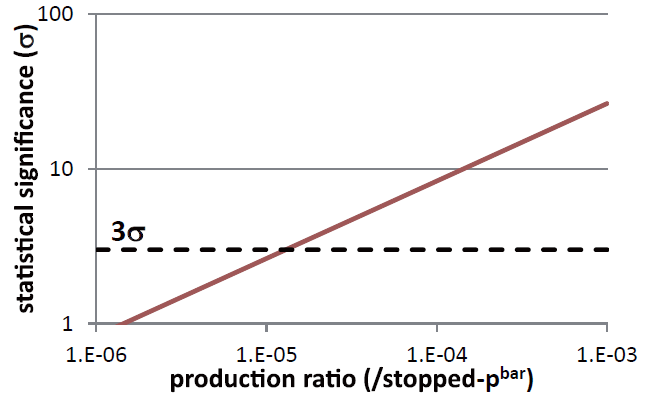 statistical significance (σ)
100
10
1
3σ
1.E-06 1.E-05 1.E-04 1.E-03
production ratio (/stopped-pbar)